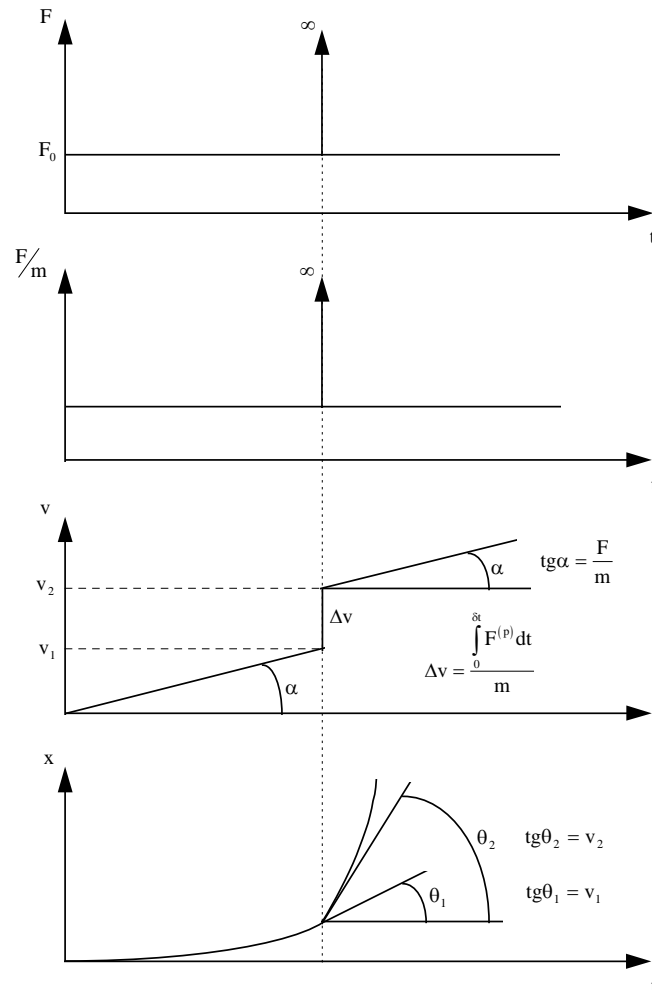 F
∞
F₀
t
F/m
∞
v
v₂
α
tgα = F/m
Δv
v₁
α
Δv = ∫₀^δt F^(p) dt / m
x
θ₂
tgθ₂ = v₂
θ₁
tgθ₁ = v₁